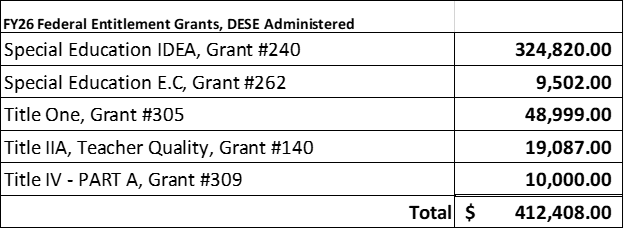 FY26 Federal Entitlement Grants, DESE Administered
Special Education IDEA, Grant #240 324,820.00
Special Education E.C, Grant #262 9,502.00
Title One, Grant #305 48,999.00
Title IIA, Teacher Quality, Grant #140 19,087.00
Title IV - PART A, Grant #309 10,000.00
Total $ 412,408.00